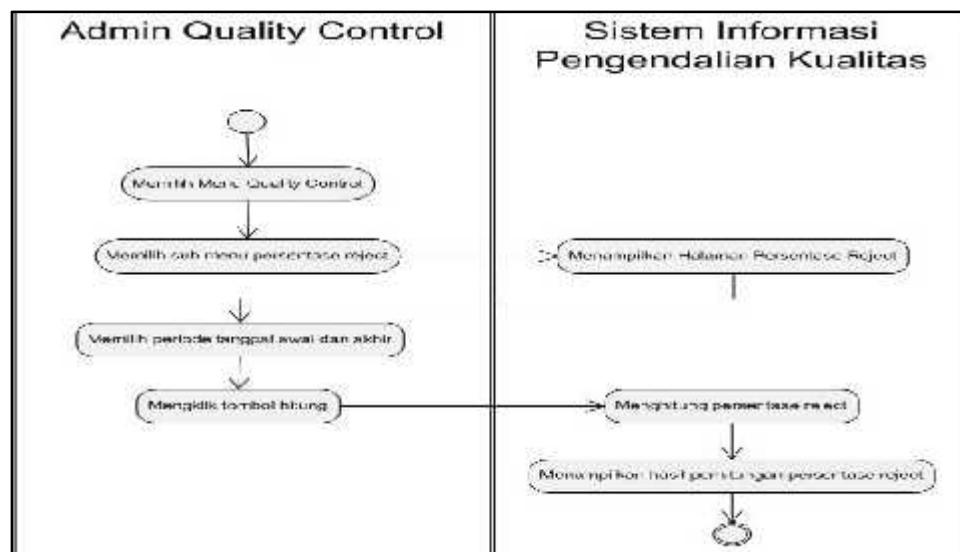 Admin Quality Control
Sistem Informasi
Pengendalian Kualitas
Memilih Menu Quality Control
Memilih sub menu persentase reject
Menampilkan Halaman Persentase Reject
Memilih periode tanggal awal dan akhir
Mengklik tombol hitung
Menghitung persentase reject
Menampilkan hasil perhitungan persentase reject